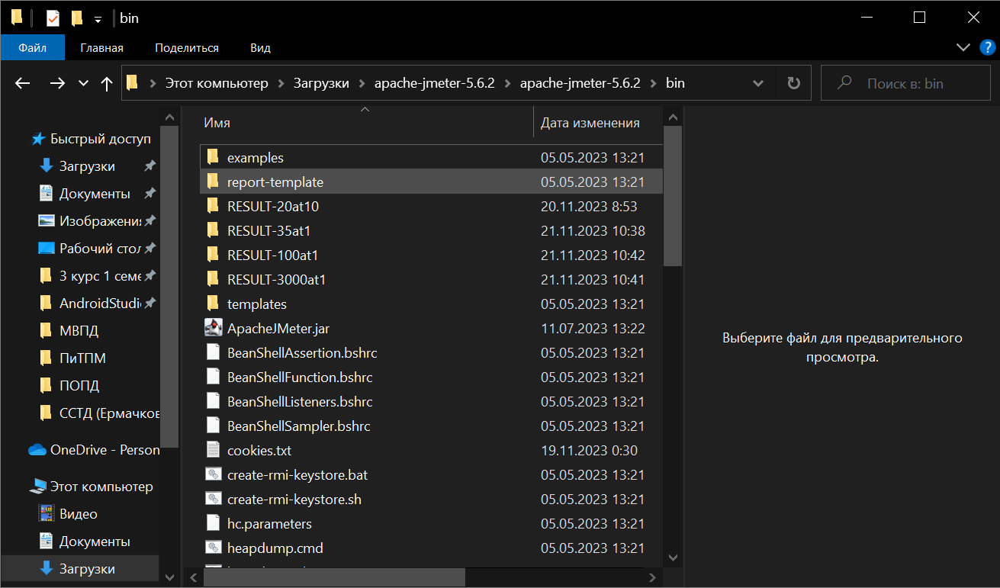 bin
Файл Главная Поделиться Вид
Этот компьютер Загрузки apache-jmeter-5.6.2 apache-jmeter-5.6.2 bin
Поиск в: bin
Быстрый доступ
Загрузки
Документы
Изображени
Рабочий стол
3 курс 1 семе
AndroidStudi
МВПД
ПиТПМ
ПОПД
ССТД (Ермачков
OneDrive - Person
Этот компьютер
Видео
Документы
Загрузки
Имя Дата изменения
examples 05.05.2023 13:21
report-template 05.05.2023 13:21
RESULT-20at10 20.11.2023 8:53
RESULT-35at1 21.11.2023 10:38
RESULT-100at1 21.11.2023 10:42
RESULT-3000at1 21.11.2023 10:41
templates 05.05.2023 13:21
ApacheJMeter.jar 11.07.2023 13:22
BeanShellAssertion.bshrc 05.05.2023 13:21
BeanShellFunction.bshrc 05.05.2023 13:21
BeanShellListeners.bshrc 05.05.2023 13:21
BeanShellSampler.bshrc 05.05.2023 13:21
cookies.txt 19.11.2023 0:30
create-rmi-keystore.bat 05.05.2023 13:21
create-rmi-keystore.sh 05.05.2023 13:21
hc.parameters 05.05.2023 13:21
heapdump.cmd 05.05.2023 13:21
Выберите файл для предварительного
просмотра.